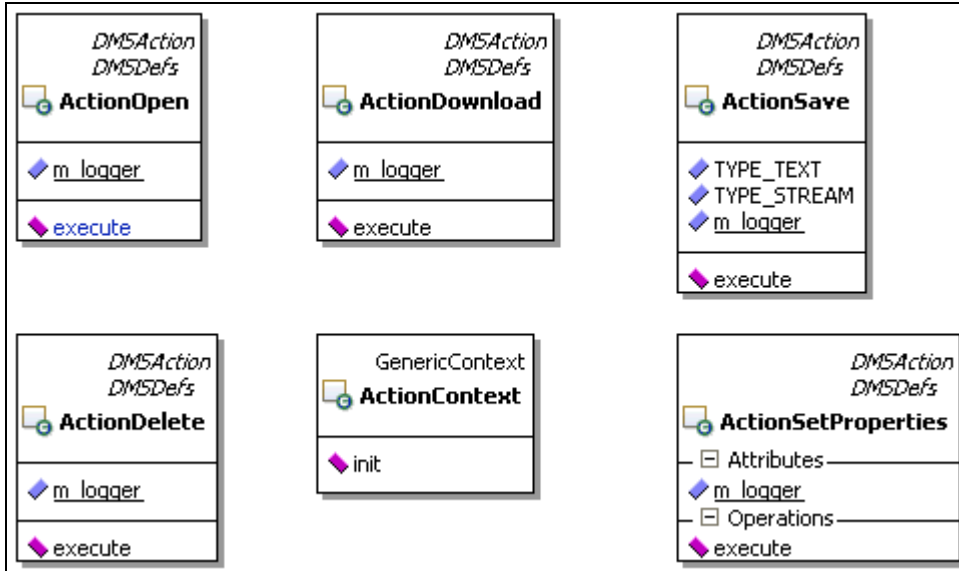 DMSAction
DMSDefs
ActionOpen
m_logger
execute
DMSAction
DMSDefs
ActionDownload
m_logger
execute
DMSAction
DMSDefs
ActionSave
TYPE_TEXT
TYPE_STREAM
m_logger
execute
DMSAction
DMSDefs
ActionDelete
m_logger
execute
GenericContext
ActionContext
init
DMSAction
DMSDefs
ActionSetProperties
Attributes
m_logger
Operations
execute